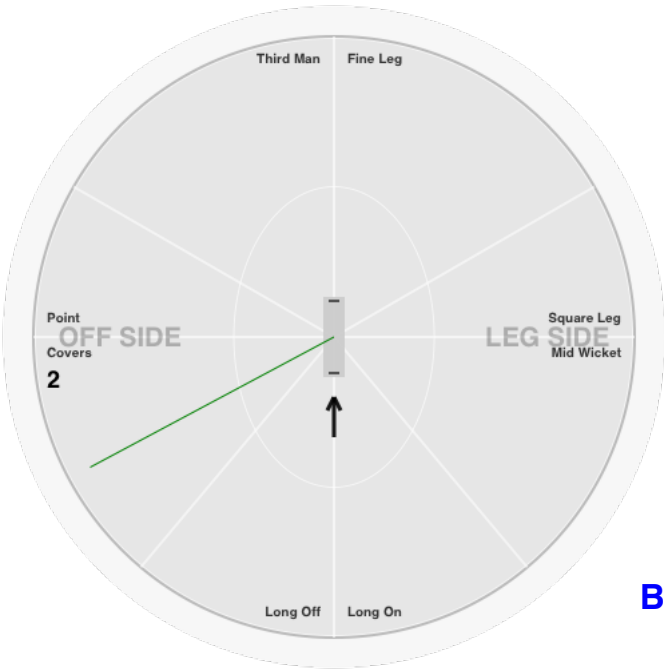 Third Man
Fine Leg
Point
Square Leg
OFF SIDE
LEG SIDE
Covers
Mid Wicket
2
B
Long Off
Long On